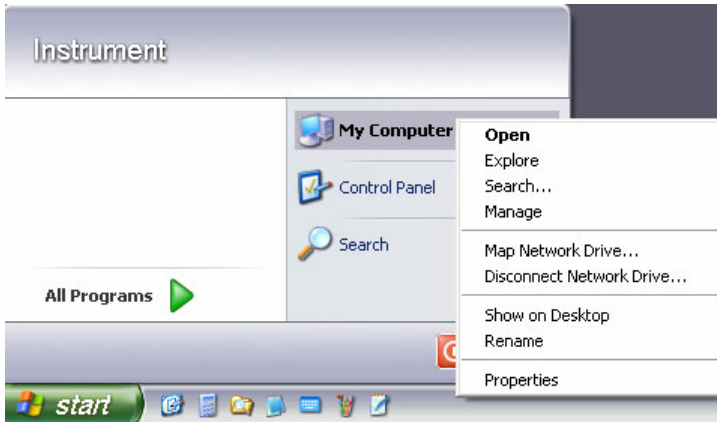 Instrument
My Computer
Control Panel
Search
All Programs
Open
Explore
Search...
Manage
Map Network Drive...
Disconnect Network Drive...
Show on Desktop
Rename
Properties
start